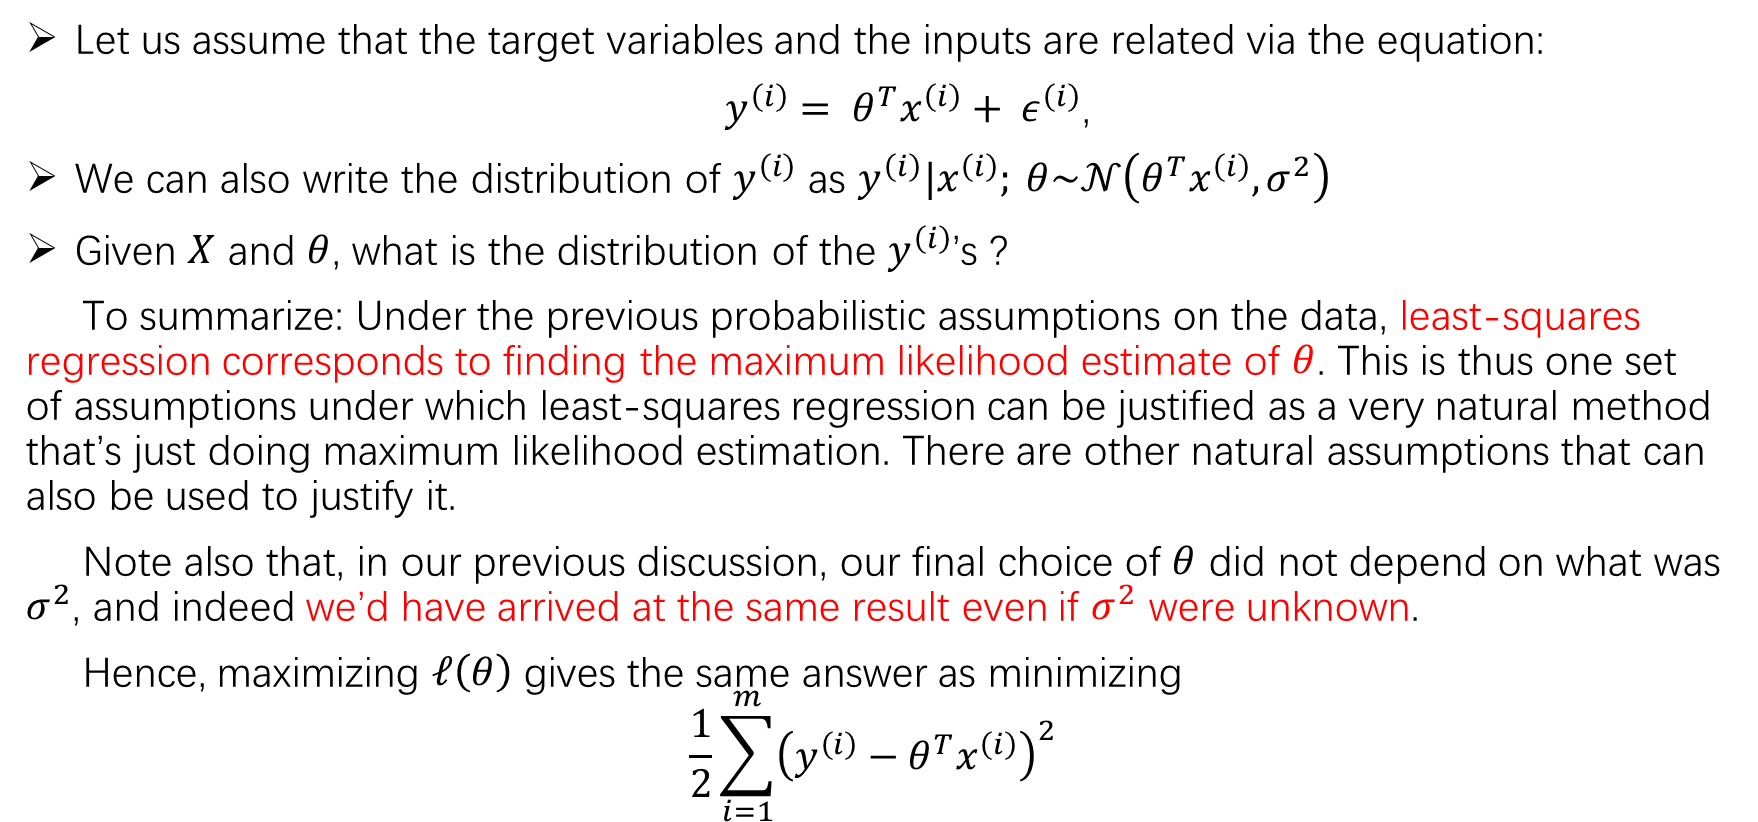 ➢ Let us assume that the target variables and the inputs are related via the equation:
y⁽ⁱ⁾ = θᵀx⁽ⁱ⁾ + ϵ⁽ⁱ⁾,
➢ We can also write the distribution of y⁽ⁱ⁾ as y⁽ⁱ⁾|x⁽ⁱ⁾; θ~𝒩(θᵀx⁽ⁱ⁾, σ²)
➢ Given X and θ, what is the distribution of the y⁽ⁱ⁾'s ?
To summarize: Under the previous probabilistic assumptions on the data, least-squares
regression corresponds to finding the maximum likelihood estimate of θ. This is thus one set
of assumptions under which least-squares regression can be justified as a very natural method
that's just doing maximum likelihood estimation. There are other natural assumptions that can
also be used to justify it.
Note also that, in our previous discussion, our final choice of θ did not depend on what was
σ², and indeed we'd have arrived at the same result even if σ² were unknown.
Hence, maximizing ℓ(θ) gives the same answer as minimizing
1/2 ∑_{i=1}^{m} (y⁽ⁱ⁾ − θᵀx⁽ⁱ⁾)²